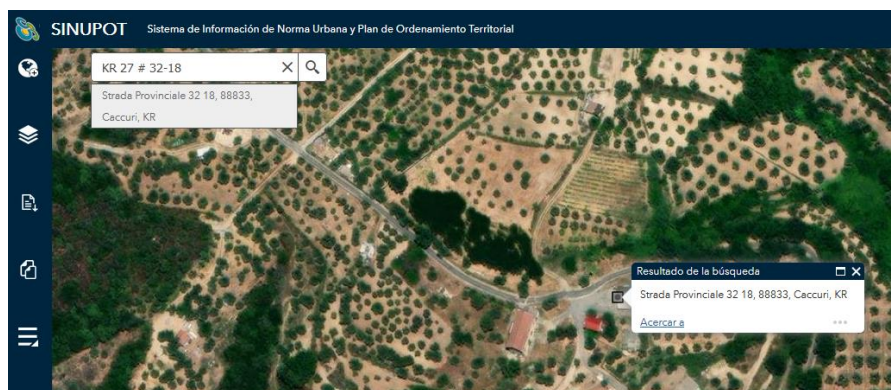 SINUPOT Sistema de Información de Norma Urbana y Plan de Ordenamiento Territorial
KR 27 # 32-18
Strada Provinciale 32 18, 88833,
Caccuri, KR
Resultado de la búsqueda
Strada Provinciale 32 18, 88833, Caccuri, KR
Acercar a